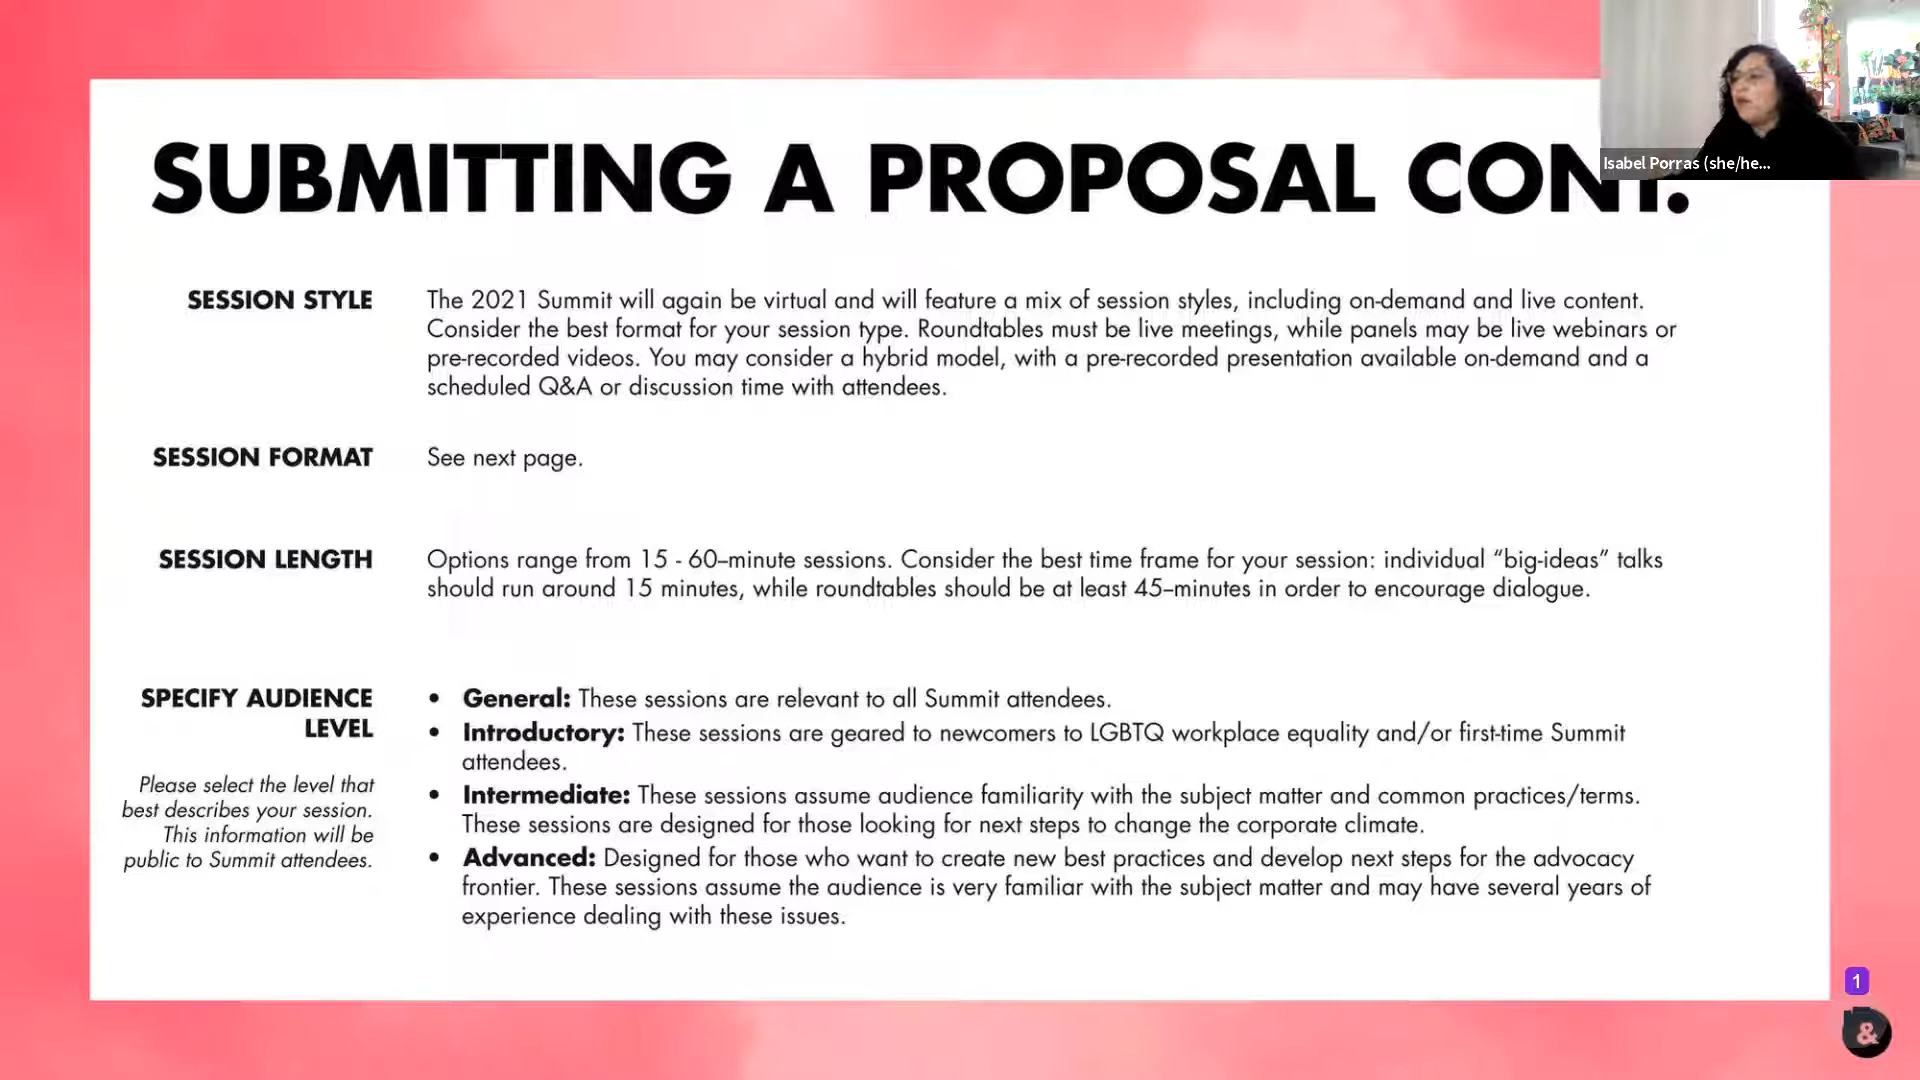 SUBMITTING A PROPOSAL CONT.
Isabel Porras (she/he...
SESSION STYLE
The 2021 Summit will again be virtual and will feature a mix of session styles, including on-demand and live content.
Consider the best format for your session type. Roundtables must be live meetings, while panels may be live webinars or
pre-recorded videos. You may consider a hybrid model, with a pre-recorded presentation available on-demand and a
scheduled Q&A or discussion time with attendees.
SESSION FORMAT
See next page.
SESSION LENGTH
Options range from 15 - 60–minute sessions. Consider the best time frame for your session: individual “big-ideas” talks
should run around 15 minutes, while roundtables should be at least 45–minutes in order to encourage dialogue.
SPECIFY AUDIENCE
LEVEL
Please select the level that
best describes your session.
This information will be
public to Summit attendees.
• General: These sessions are relevant to all Summit attendees.
• Introductory: These sessions are geared to newcomers to LGBTQ workplace equality and/or first-time Summit
attendees.
• Intermediate: These sessions assume audience familiarity with the subject matter and common practices/terms.
These sessions are designed for those looking for next steps to change the corporate climate.
• Advanced: Designed for those who want to create new best practices and develop next steps for the advocacy
frontier. These sessions assume the audience is very familiar with the subject matter and may have several years of
experience dealing with these issues.
1
&